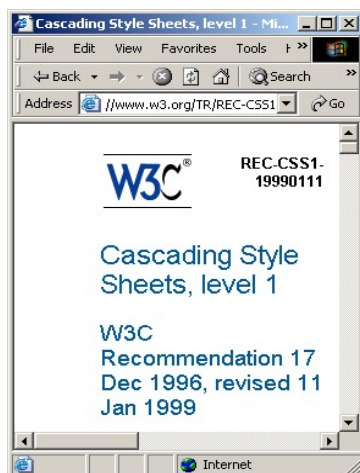 Cascading Style Sheets, level 1 - Mi...
File Edit View Favorites Tools »
Back Search »
Address //www.w3.org/TR/REC-CSS1 Go
W3C®
REC-CSS1-
19990111
Cascading Style
Sheets, level 1
W3C
Recommendation 17
Dec 1996, revised 11
Jan 1999
Internet